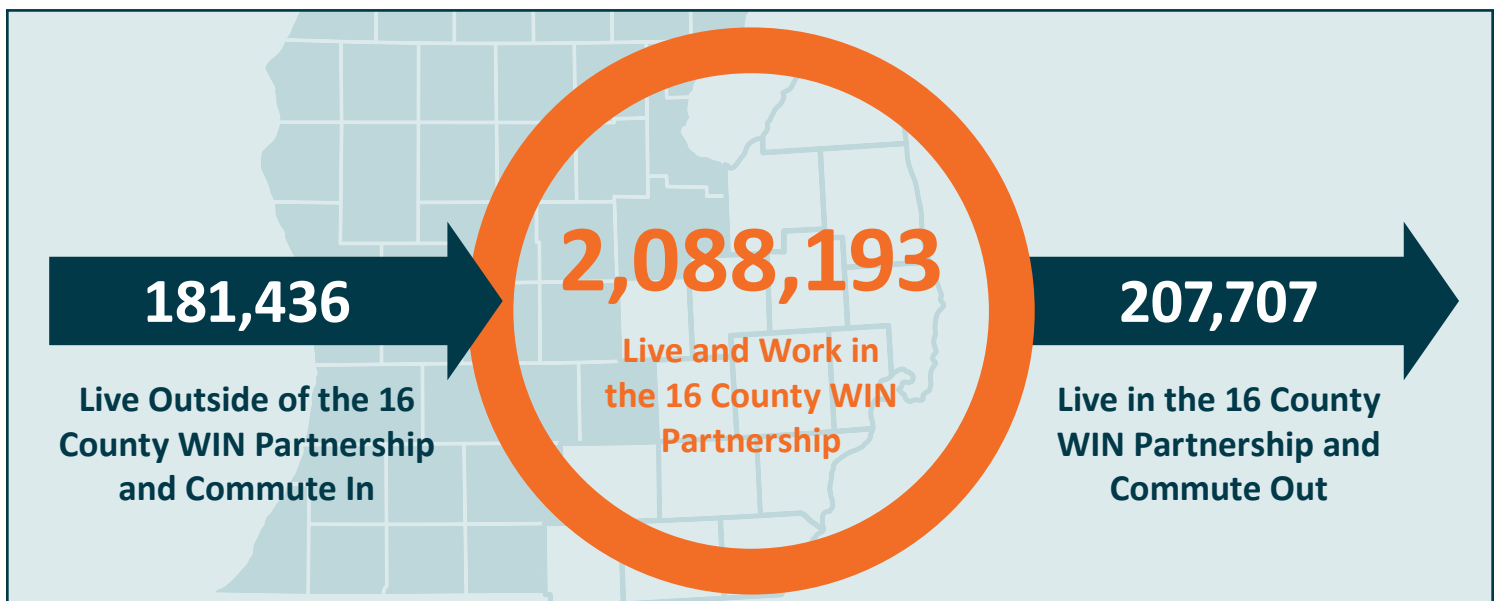 181,436
Live Outside of the 16
County WIN Partnership
and Commute In
2,088,193
Live and Work in
the 16 County WIN
Partnership
207,707
Live in the 16 County
WIN Partnership and
Commute Out